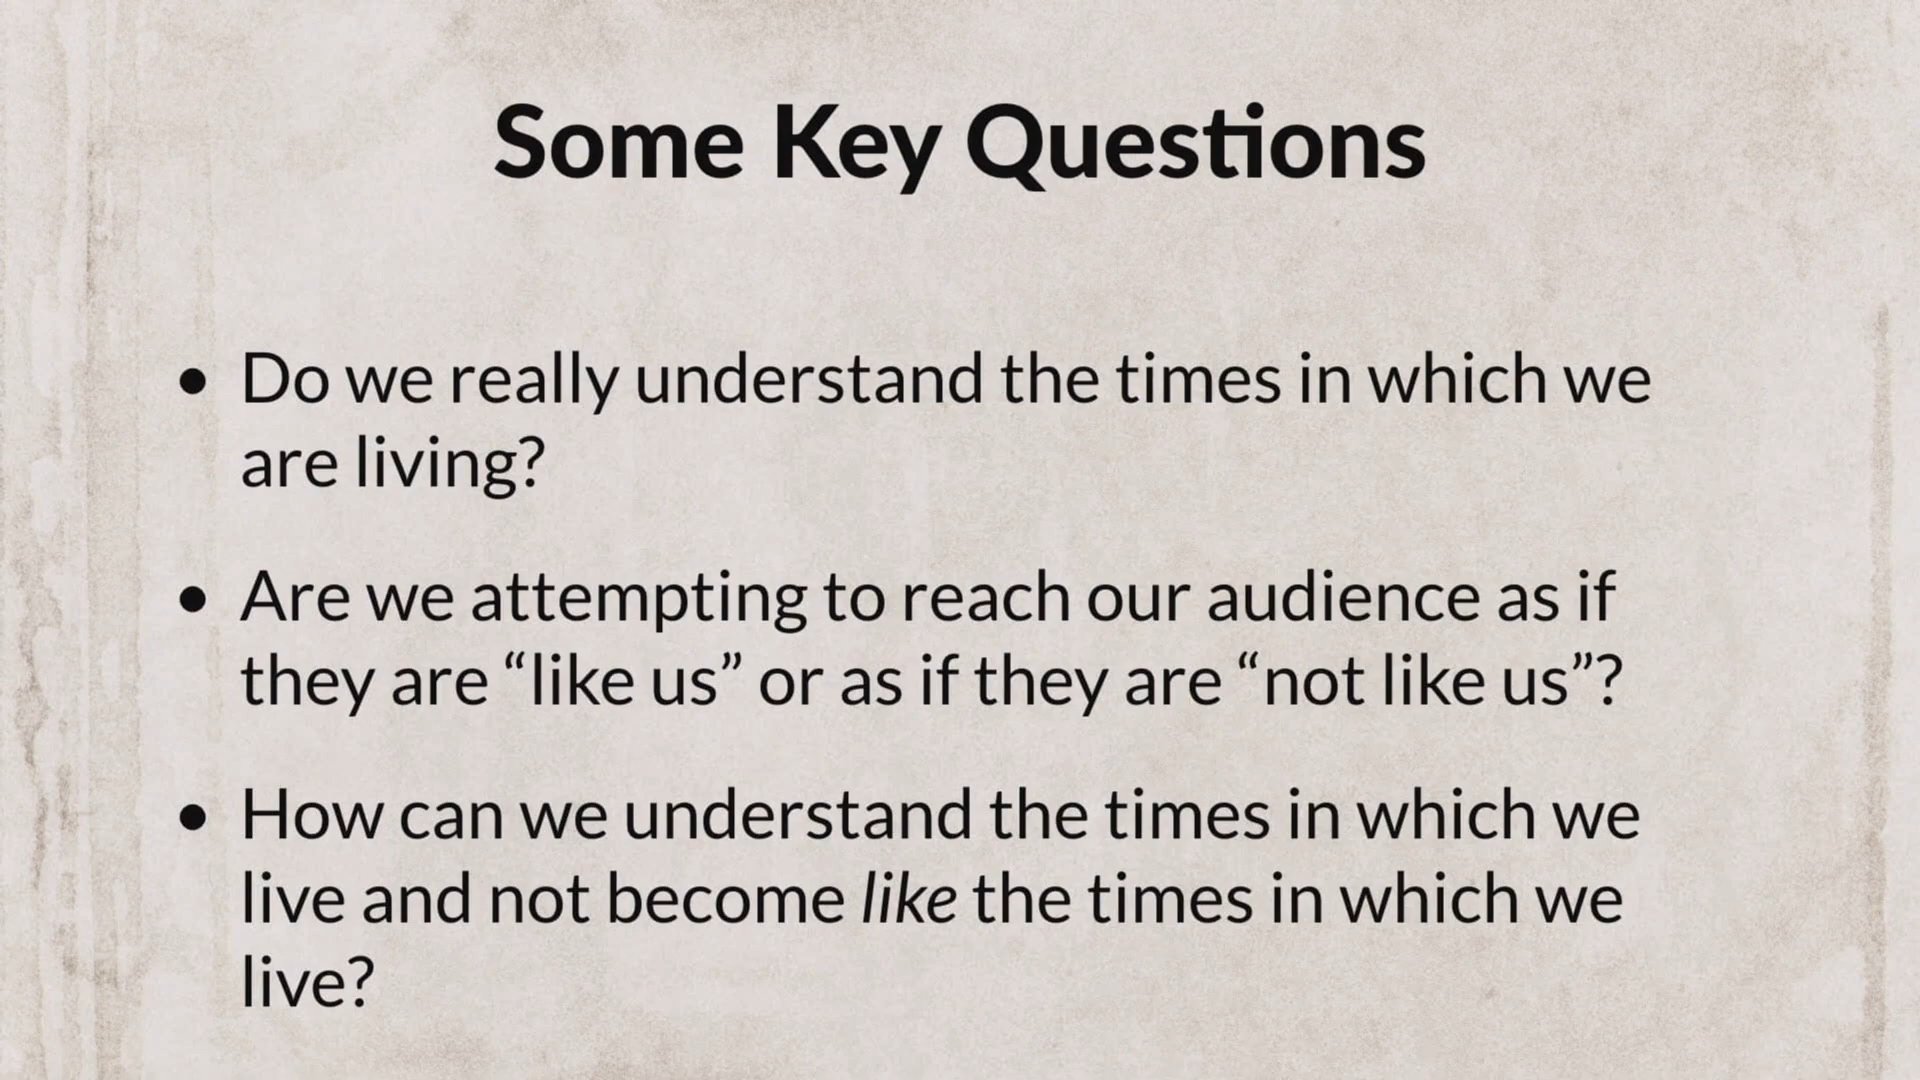 Some Key Questions
• Do we really understand the times in which we
are living?
• Are we attempting to reach our audience as if
they are “like us” or as if they are “not like us”?
• How can we understand the times in which we
live and not become like the times in which we
live?